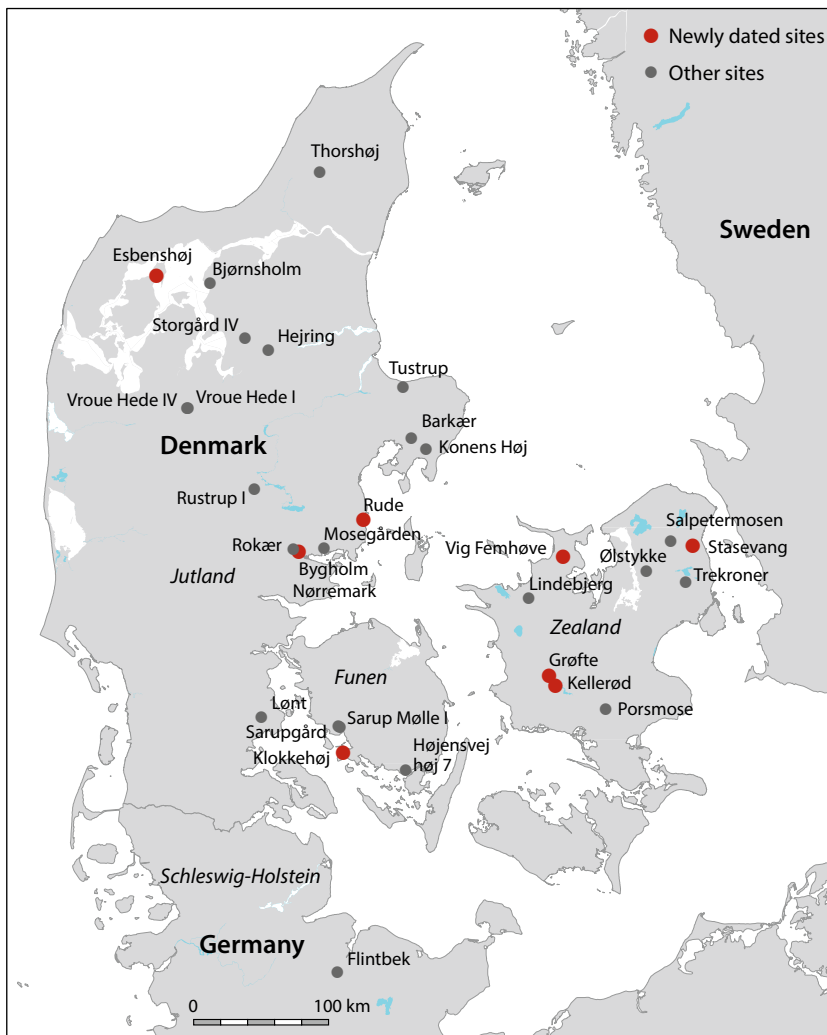 Newly dated sites
Other sites
Thorshøj
Sweden
Esbenshøj
Bjørnsholm
Storgård IV
Hejring
Tustrup
Vroue Hede IV
Vroue Hede I
Barkær
Denmark
Konens Høj
Rustrup I
Rude
Salpetermosen
Rokær
Mosegården
Vig Femhøve
Stasevang
Ølstykke
Bygholm
Nørremark
Jutland
Lindebjerg
Trekroner
Zealand
Grøfte
Funen
Kellerød
Lønt
Porsmose
Sarup Mølle I
Sarupgård
Højensvej
høj 7
Klokkehøj
Schleswig-Holstein
Germany
Flintbek
0
100 km